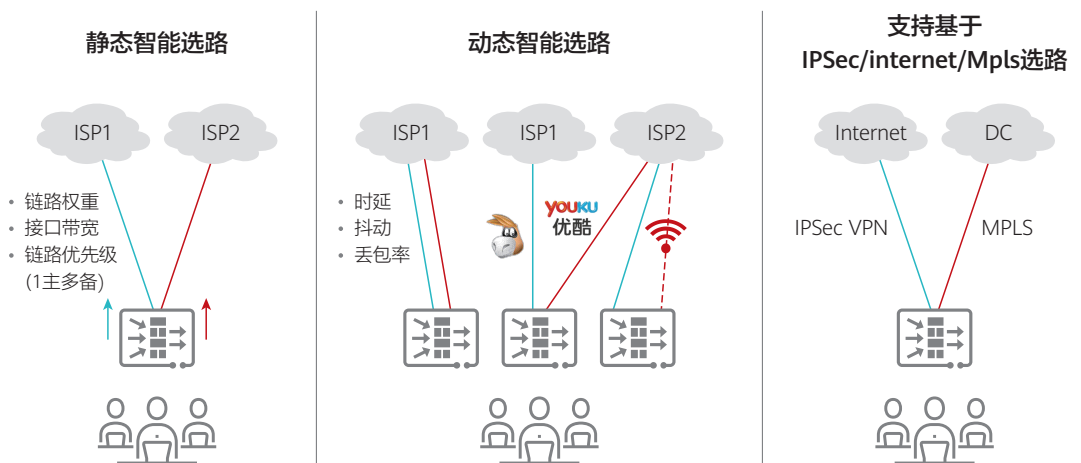 静态智能选路
ISP1
ISP2
• 链路权重
• 接口带宽
• 链路优先级
(1主多备)
动态智能选路
ISP1
ISP1
ISP2
• 时延
• 抖动
• 丢包率
YOUKU
优酷
支持基于
IPSec/internet/Mpls选路
Internet
DC
IPSec VPN
MPLS